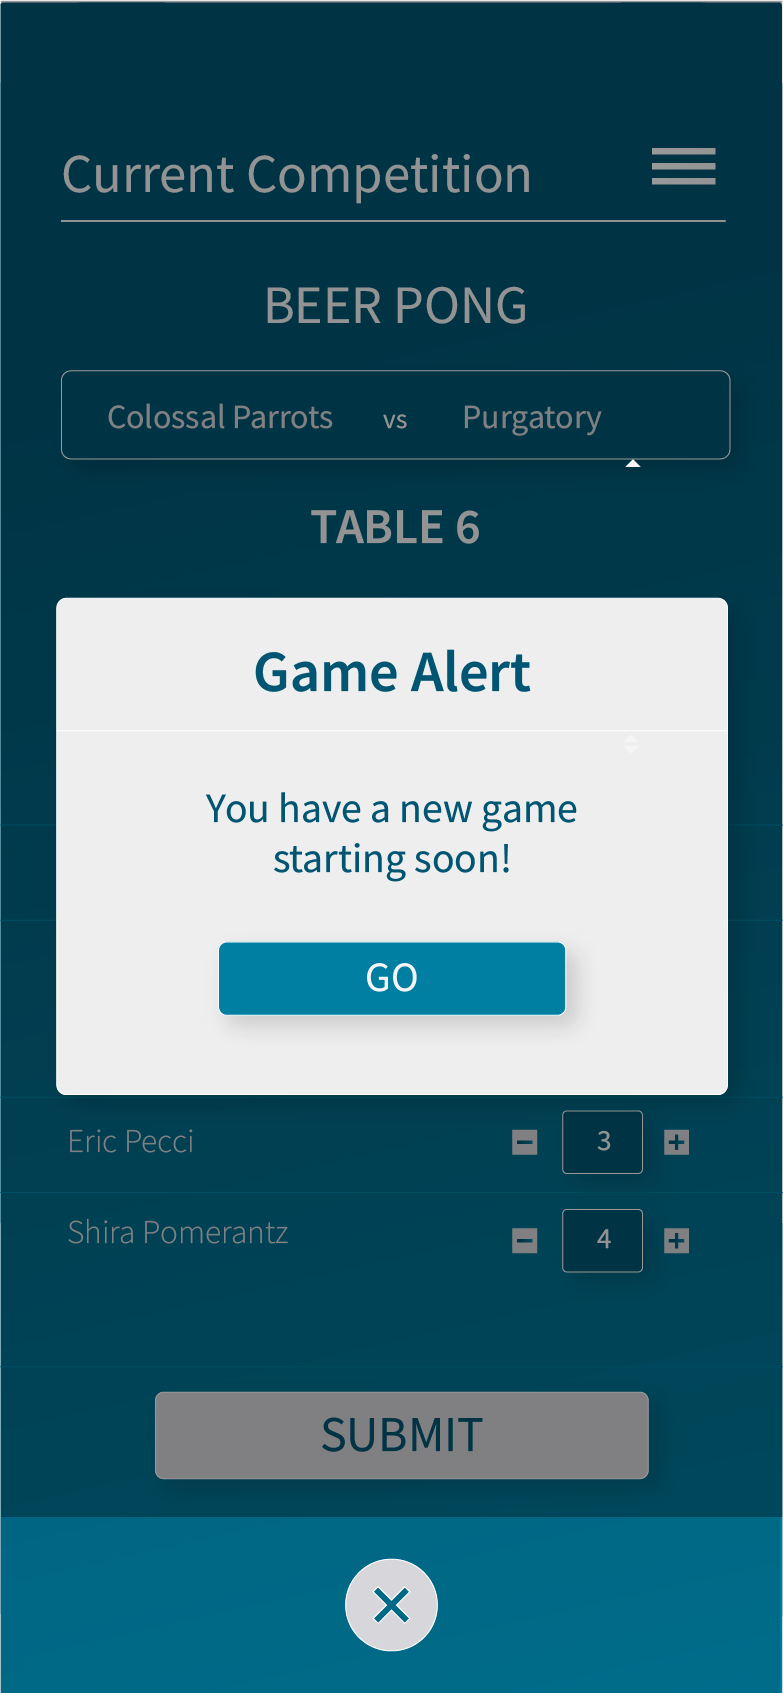 Current Competition
BEER PONG
Colossal Parrots vs Purgatory
TABLE 6
Game Alert
You have a new game
starting soon!
GO
Eric Pecci 3
Shira Pomerantz 4
SUBMIT